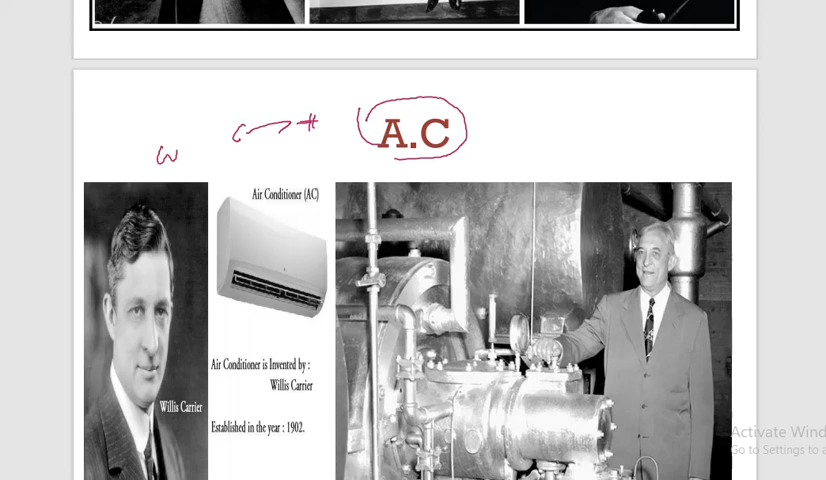 A.C
Air Conditioner (AC)
Air Conditioner is Invented by :
Willis Carrier
Willis Carrier
Established in the year : 1902.
Activate Wind
Go to Settings to a